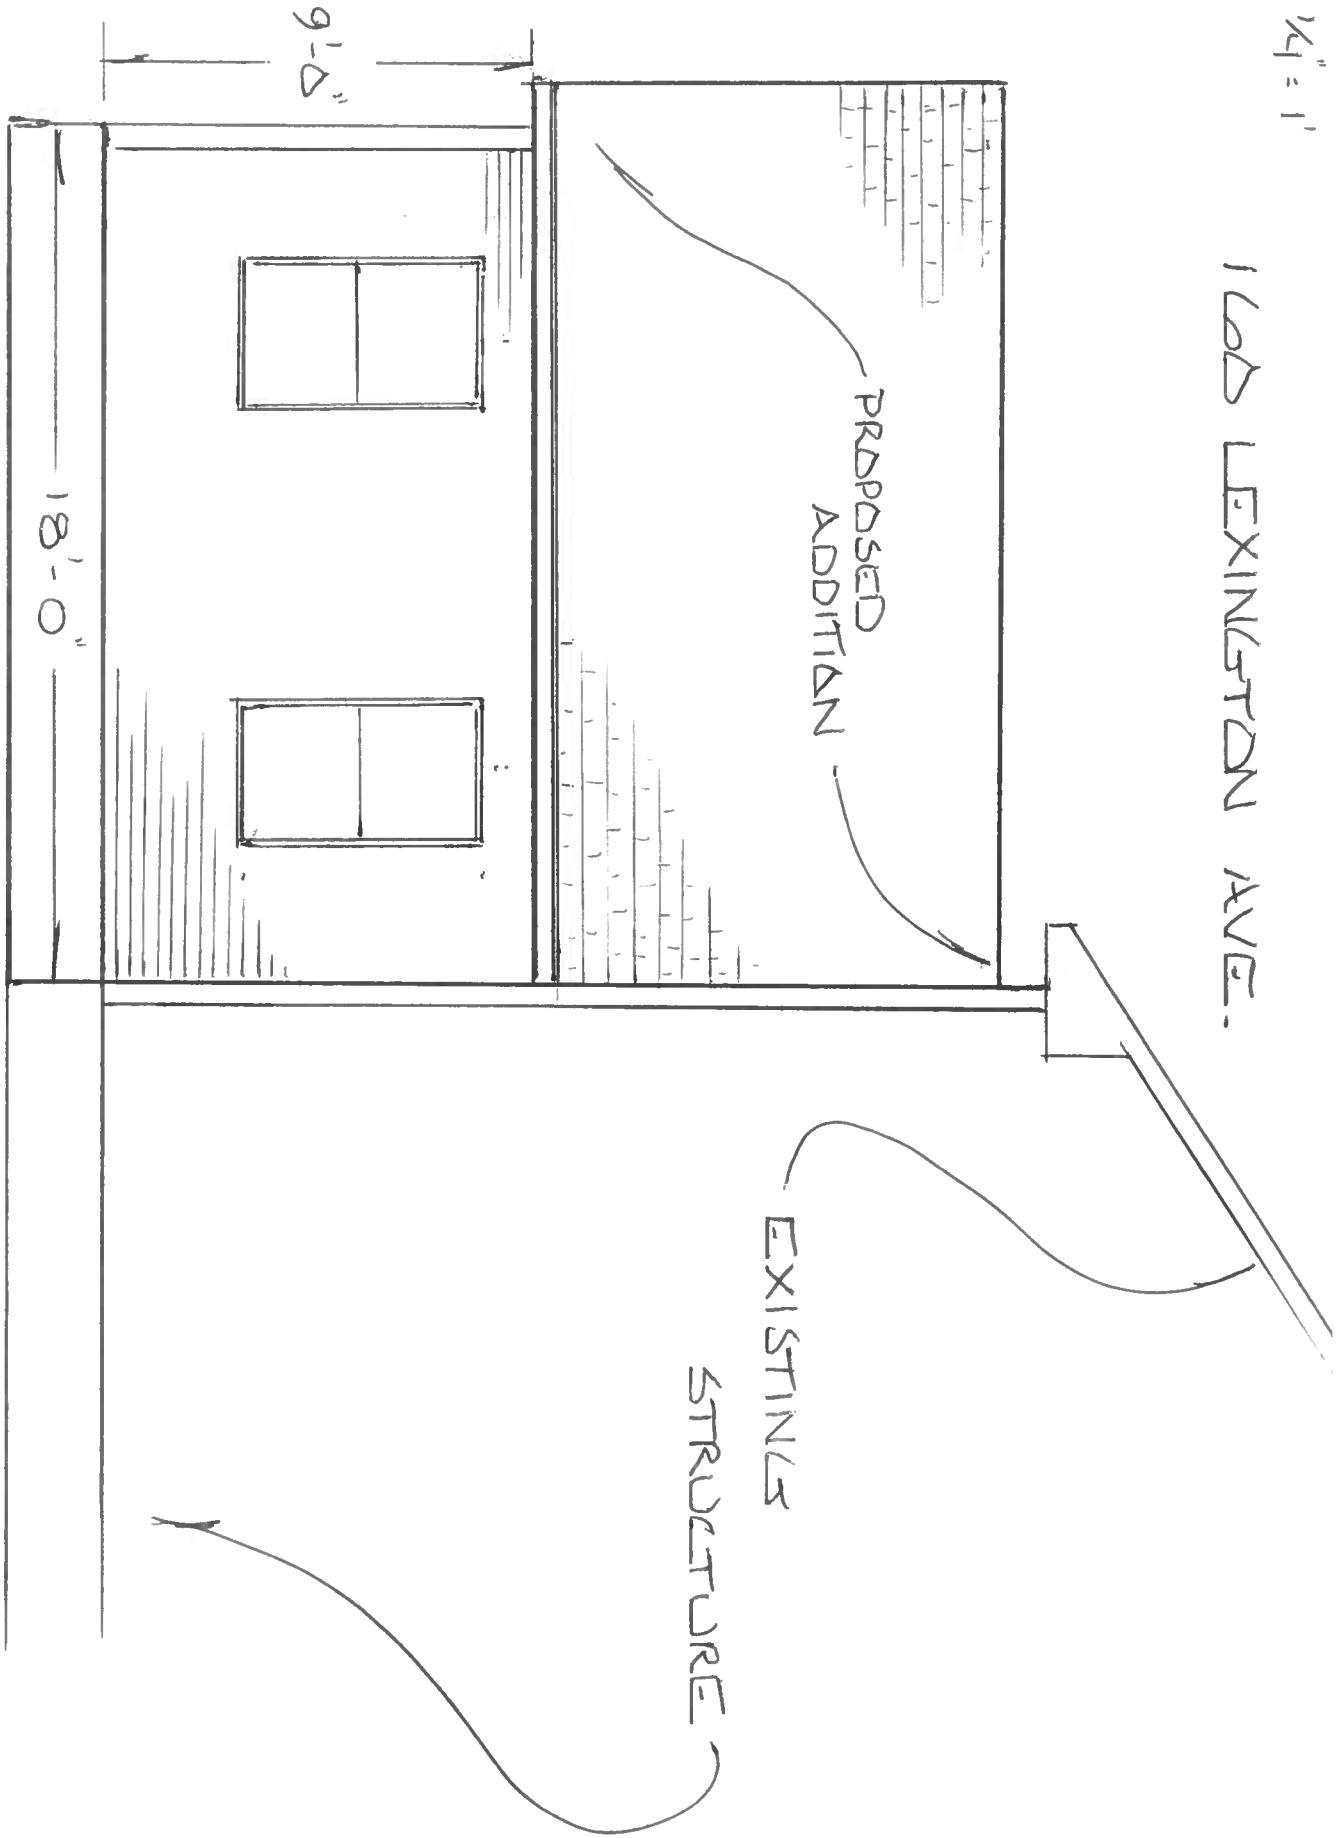 1/4" = 1'
160 LEXINGTON AVE.
PROPOSED
ADDITION
EXISTING
STRUCTURE
9'-0"
18'-0"